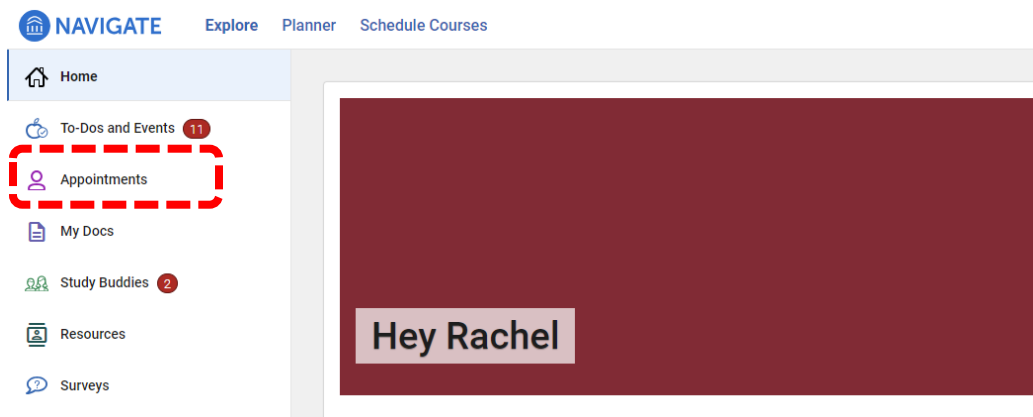 NAVIGATE Explore Planner Schedule Courses
Home
To-Dos and Events 11
Appointments
My Docs
Study Buddies 2
Resources
Surveys
Hey Rachel